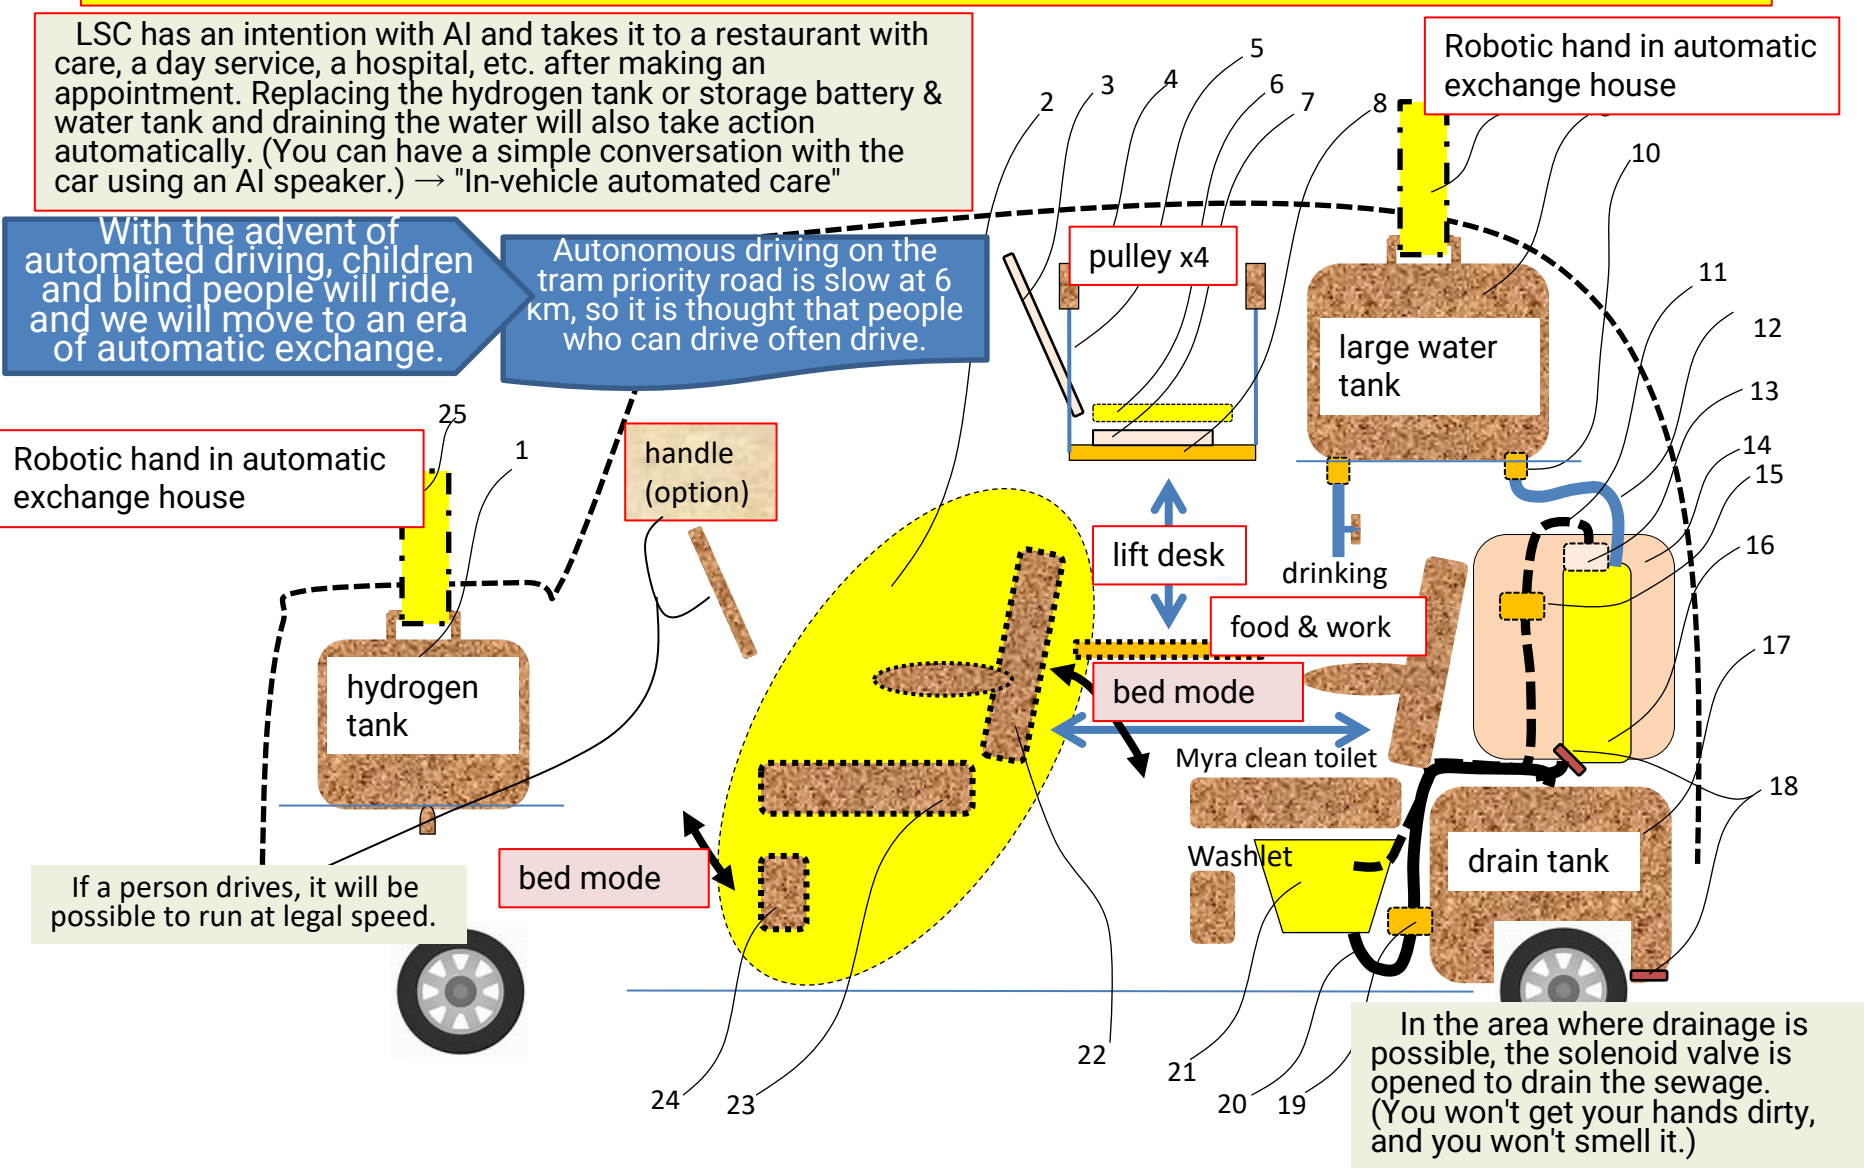 LSC has an intention with AI and takes it to a restaurant with
care, a day service, a hospital, etc. after making an
appointment. Replacing the hydrogen tank or storage battery &
water tank and draining the water will also take action
automatically. (You can have a simple conversation with the
car using an AI speaker.) → "In-vehicle automated care"
Robotic hand in automatic
exchange house
With the advent of
automated driving, children
and blind people will ride,
and we will move to an era
of automatic exchange.
Autonomous driving on the
tram priority road is slow at 6
km, so it is thought that people
who can drive often drive.
2
3
4
5
6
7
8
10
pulley x4
large water
tank
11
12
13
14
15
16
17
18
25
1
Robotic hand in automatic
exchange house
handle
(option)
lift desk
drinking
food & work
bed mode
hydrogen
tank
Myra clean toilet
Washlet
drain tank
bed mode
If a person drives, it will be
possible to run at legal speed.
24
23
22
21
20
19
In the area where drainage is
possible, the solenoid valve is
opened to drain the sewage.
(You won't get your hands dirty,
and you won't smell it.)